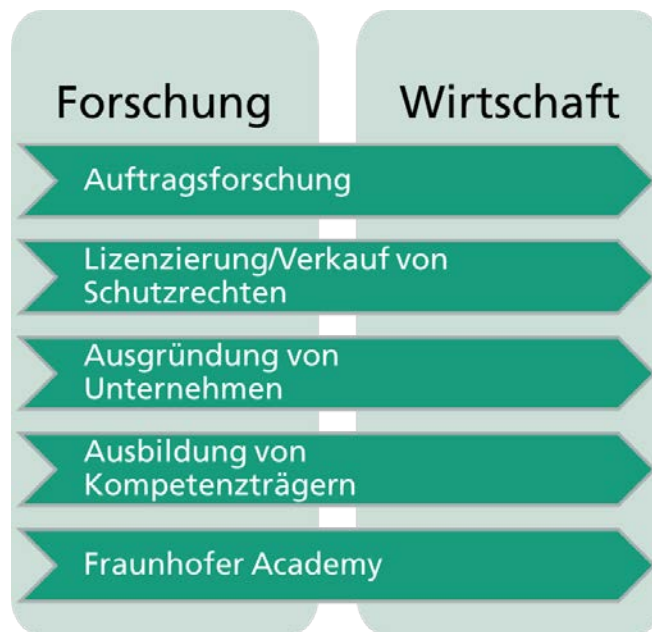 Forschung
Wirtschaft
Auftragsforschung
Lizenzierung/Verkauf von
Schutzrechten
Ausgründung von
Unternehmen
Ausbildung von
Kompetenzträgern
Fraunhofer Academy